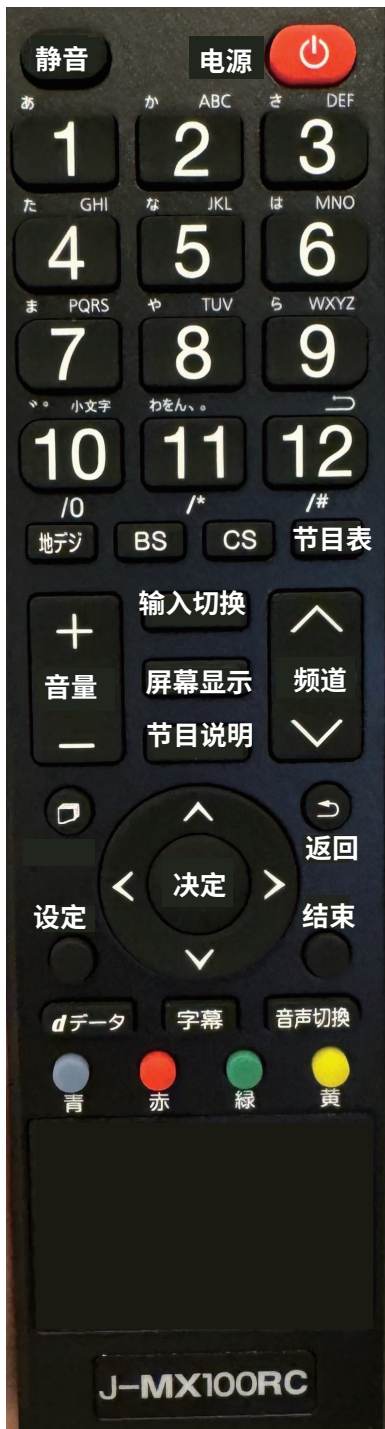 静音 电源
あ か ABC さ DEF
1 2 3
た GHI な JKL は MNO
4 5 6
ま PQRS や TUV ら WXYZ
7 8 9
゛゜ 小文字 わをん、。
10 11 12
/0 /* /#
地デジ BS CS 节目表
输入切换
+ 音量 - 屏幕显示 频道
节目说明
返回
决定
设定 结束
dデータ 字幕 音声切換
青 赤 緑 黄
J-MX100RC